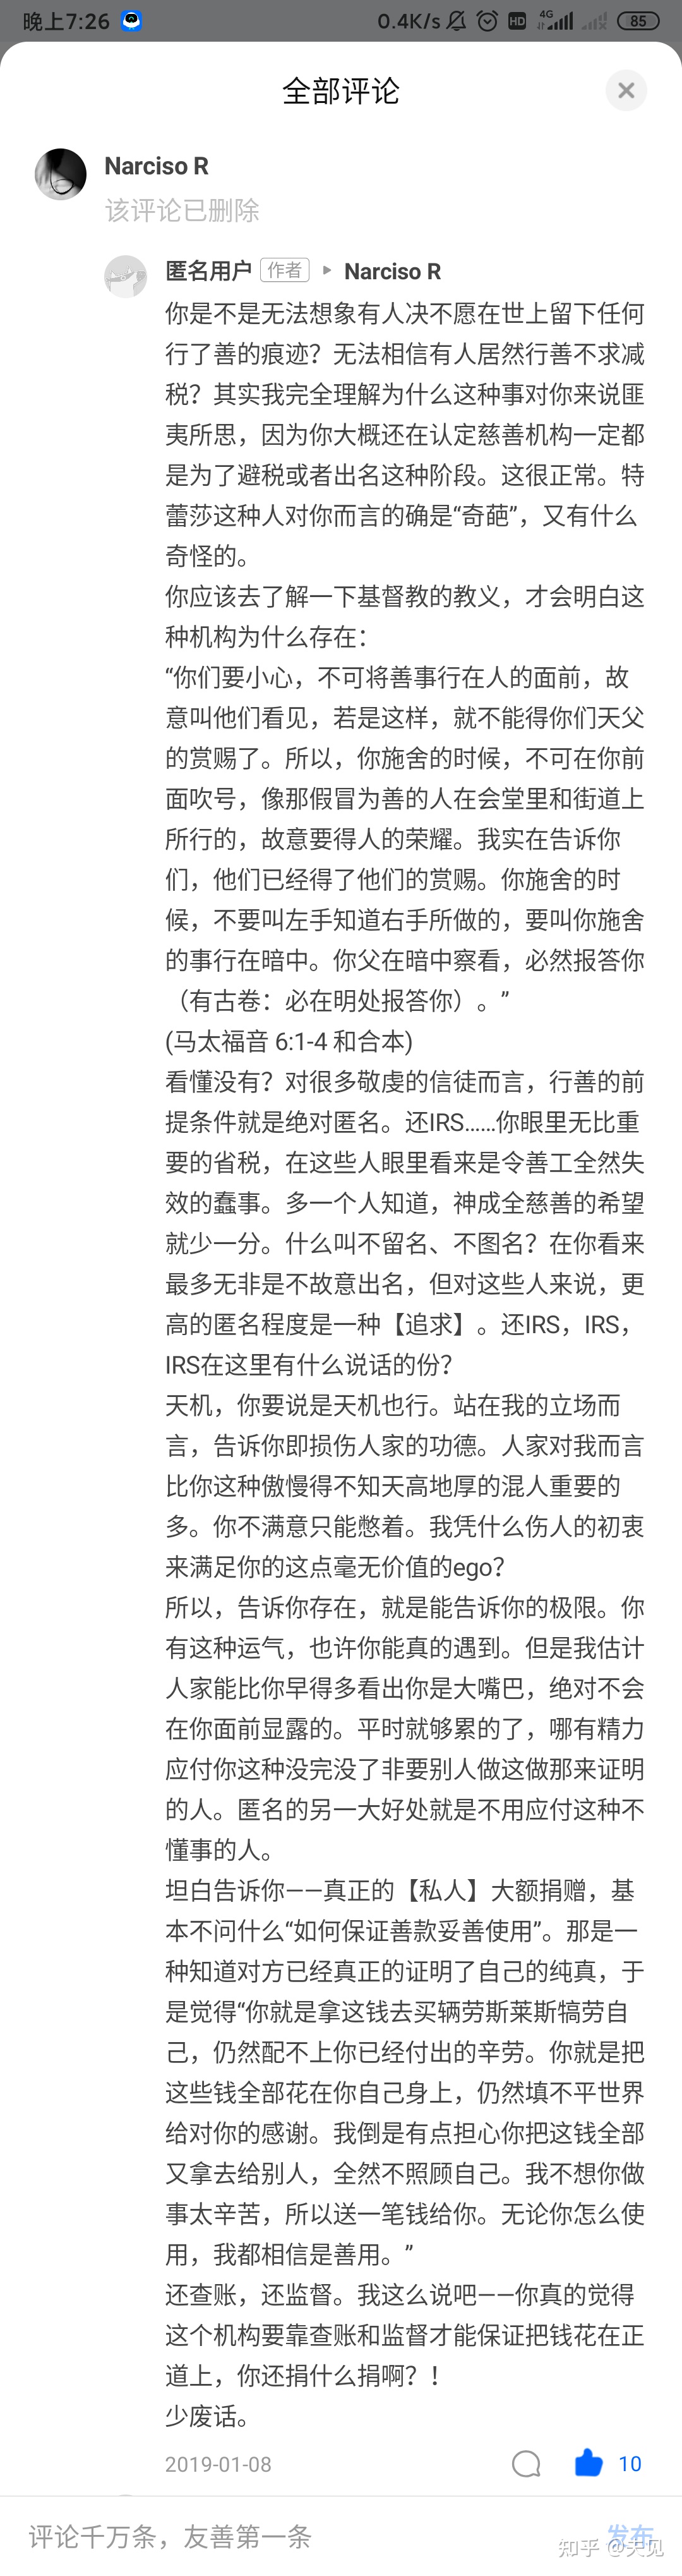 晚上7:26
0.4K/s
HD
4G
85
全部评论
Narciso R
该评论已删除
匿名用户 作者 ▸ Narciso R
你是不是无法想象有人决不愿在世上留下任何
行了善的痕迹？无法相信有人居然行善不求减
税？其实我完全理解为什么这种事对你来说匪
夷所思，因为你大概还在认定慈善机构一定都
是为了避税或者出名这种阶段。这很正常。特
蕾莎这种人对你而言的确是“奇葩”，又有什么
奇怪的。
你应该去了解一下基督教的教义，才会明白这
种机构为什么存在：
“你们要小心，不可将善事行在人的面前，故
意叫他们看见，若是这样，就不能得你们天父
的赏赐了。所以，你施舍的时候，不可在你前
面吹号，像那假冒为善的人在会堂里和街道上
所行的，故意要得人的荣耀。我实在告诉你
们，他们已经得了他们的赏赐。你施舍的时
候，不要叫左手知道右手所做的，要叫你施舍
的事行在暗中。你父在暗中察看，必然报答你
（有古卷：必在明处报答你）。”
(马太福音 6:1-4 和合本)
看懂没有？对很多敬虔的信徒而言，行善的前
提条件就是绝对匿名。还IRS……你眼里无比重
要的省税，在这些人眼里看来是令善工全然失
效的蠢事。多一个人知道，神成全慈善的希望
就少一分。什么叫不留名、不图名？在你看来
最多无非是不故意出名，但对这些人来说，更
高的匿名程度是一种【追求】。还IRS，IRS，
IRS在这里有什么说话的份？
天机，你要说是天机也行。站在我的立场而
言，告诉你即损伤人家的功德。人家对我而言
比你这种傲慢得不知天高地厚的混人重要的
多。你不满意只能憋着。我凭什么伤人的初衷
来满足你的这点毫无价值的ego？
所以，告诉你存在，就是能告诉你的极限。你
有这种运气，也许你能真的遇到。但是我估计
人家能比你早得多看出你是大嘴巴，绝对不会
在你面前显露的。平时就够累的了，哪有精力
应付你这种没完没了非要别人做这做那来证明
的人。匿名的另一大好处就是不用应付这种不
懂事的人。
坦白告诉你——真正的【私人】大额捐赠，基
本不问什么“如何保证善款妥善使用”。那是一
种知道对方已经真正的证明了自己的纯真，于
是觉得“你就是拿这钱去买辆劳斯莱斯犒劳自
己，仍然配不上你已经付出的辛劳。你就是把
这些钱全部花在你自己身上，仍然填不平世界
给对你的感谢。我倒是有点担心你把这钱全部
又拿去给别人，全然不照顾自己。我不想你做
事太辛苦，所以送一笔钱给你。无论你怎么使
用，我都相信是善用。”
还查账，还监督。我这么说吧——你真的觉得
这个机构要靠查账和监督才能保证把钱花在正
道上，你还捐什么捐啊？！
少废话。
2019-01-08
10
评论千万条，友善第一条
发布
知乎 @天见